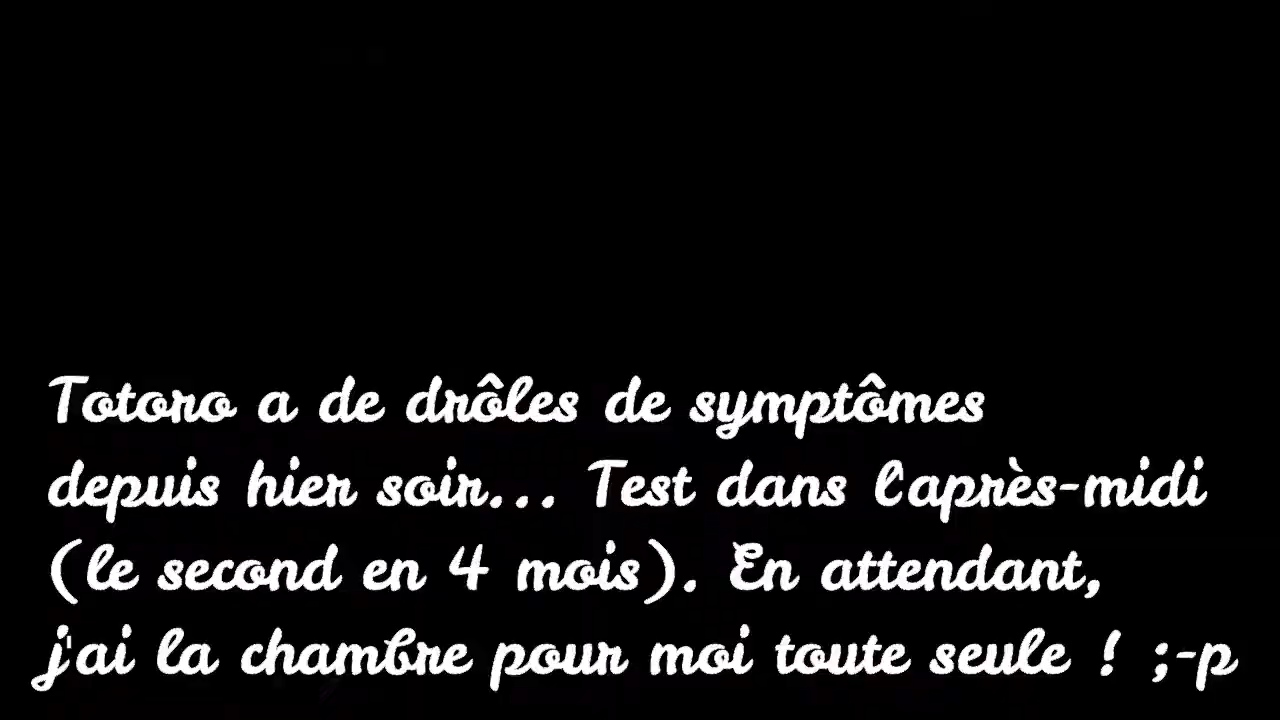 Totoro a de drôles de symptômes
depuis hier soir... Test dans l'après-midi
(le second en 4 mois). En attendant,
j'ai la chambre pour moi toute seule ! ;-p